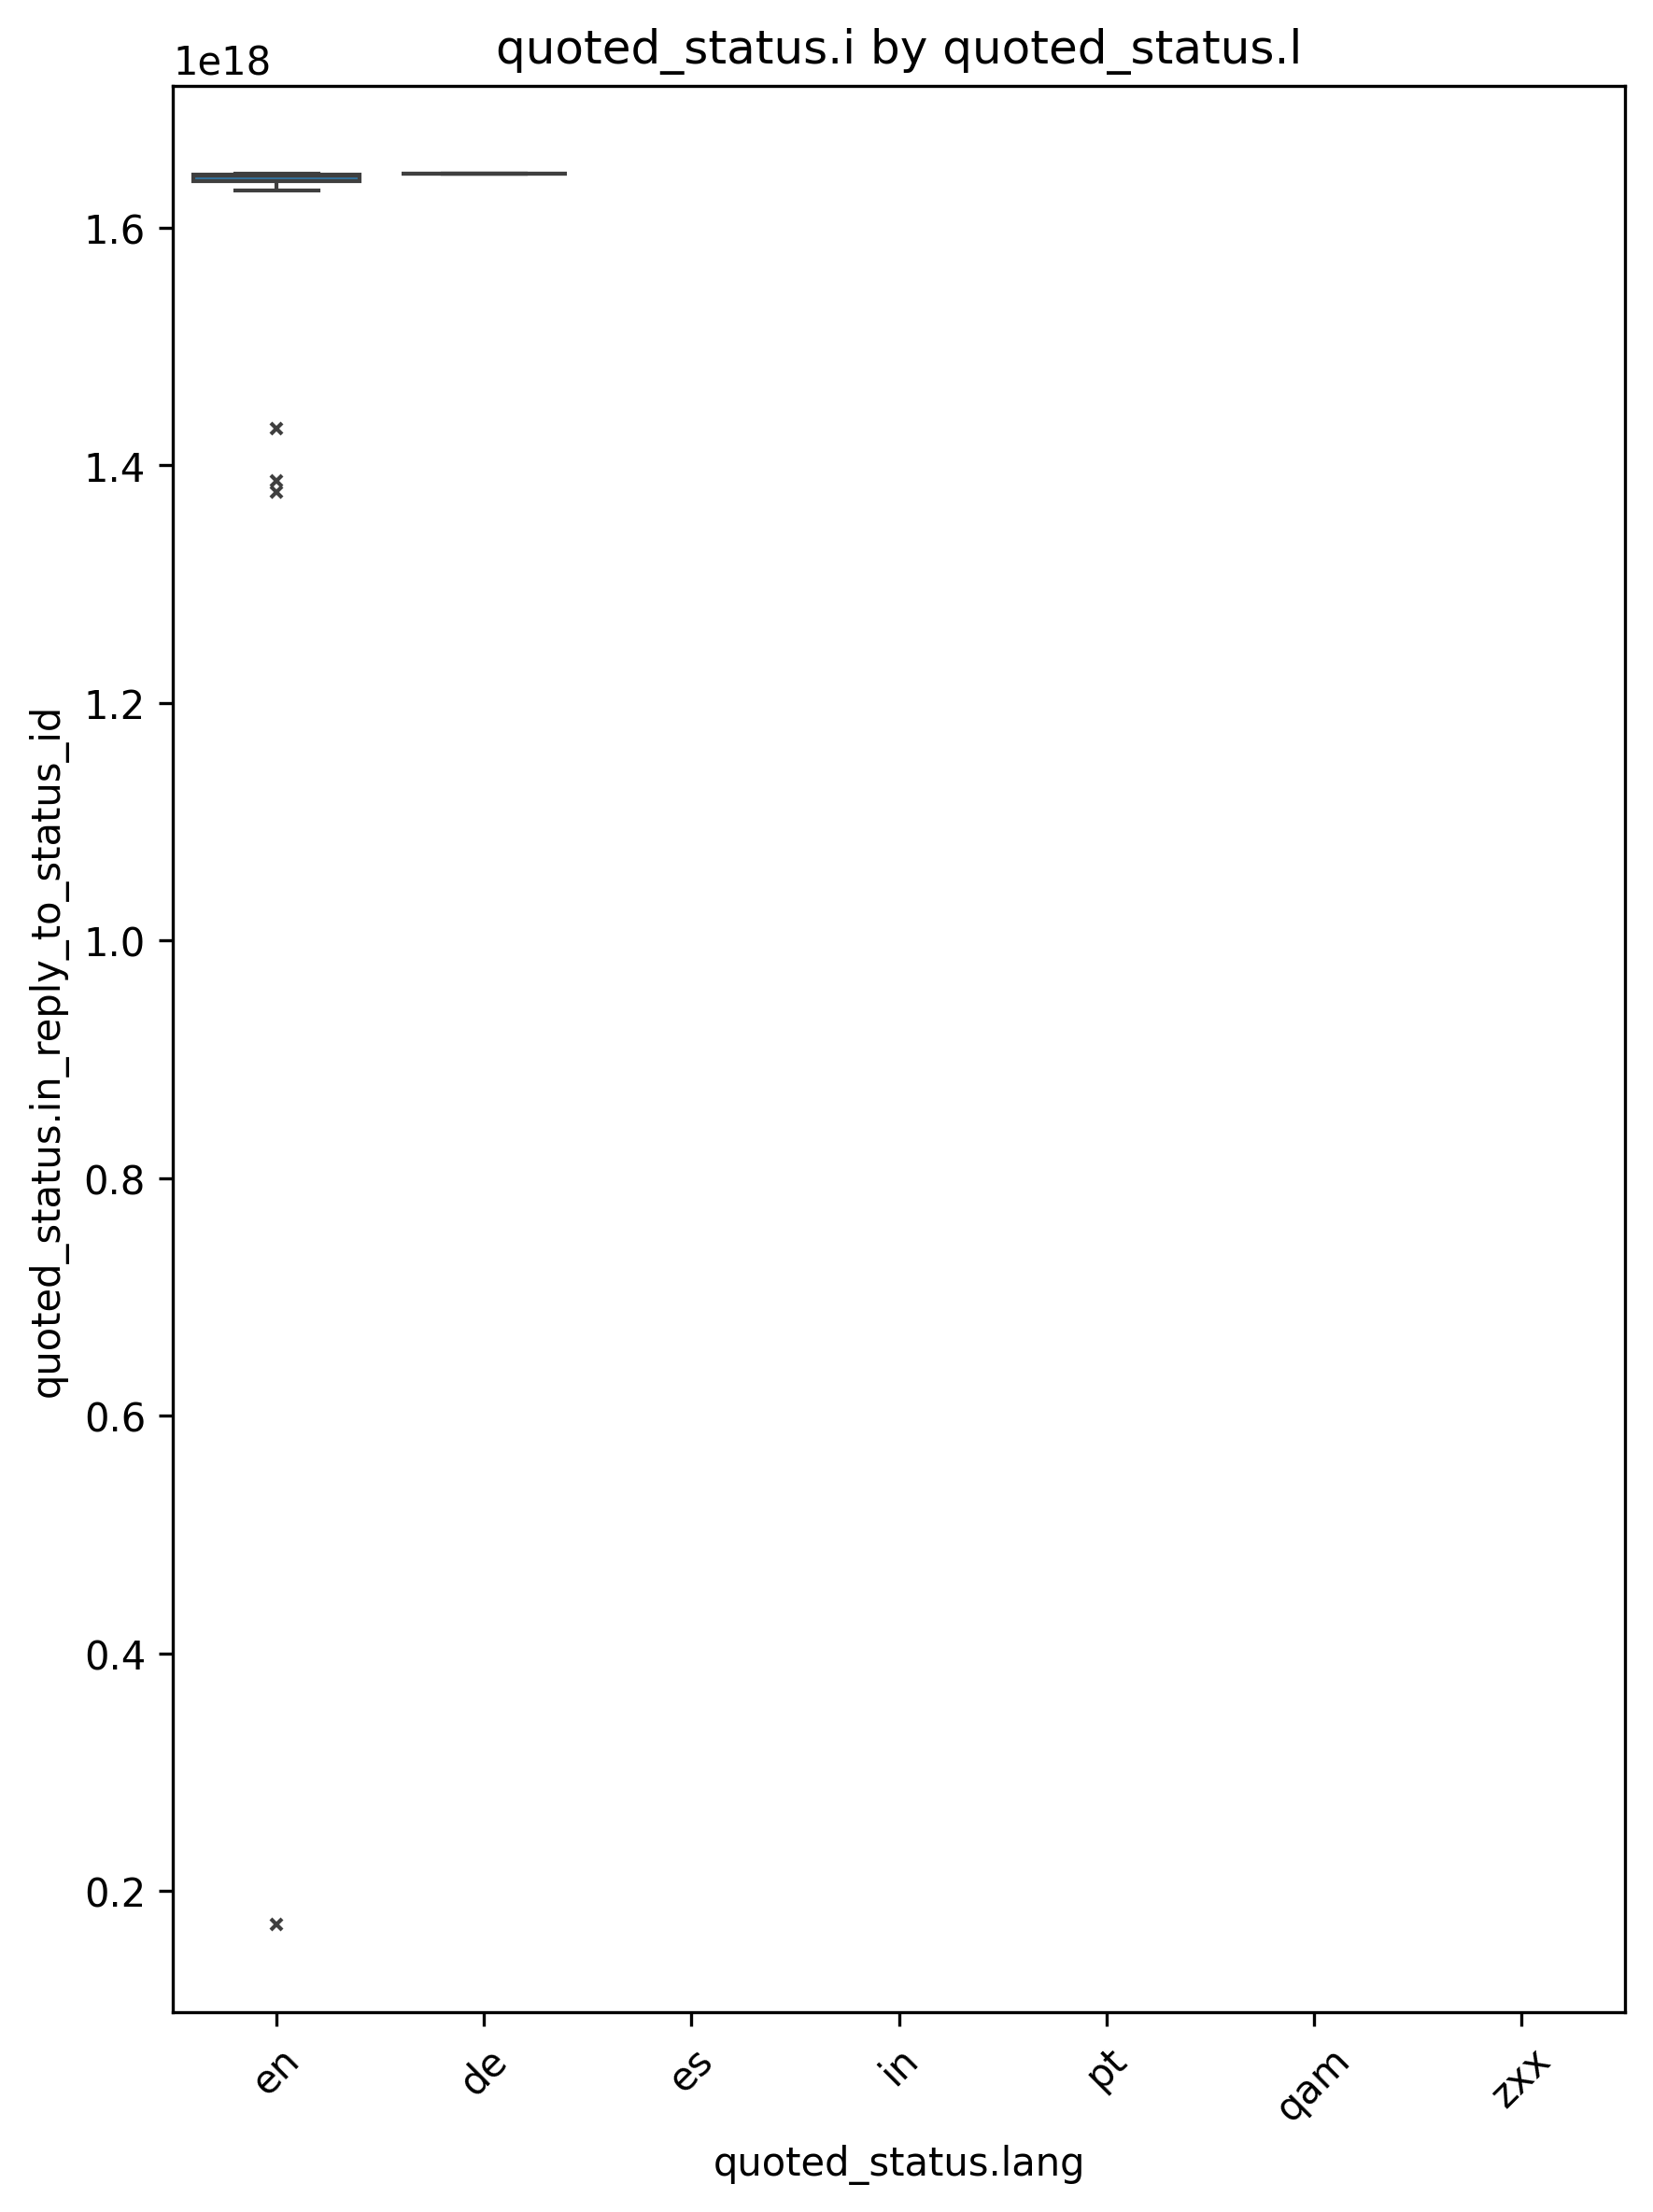 quoted_status.i by quoted_status.l
1e18
1.6
1.4
1.2
1.0
0.8
0.6
0.4
0.2
quoted_status.in_reply_to_status_id
en
de
es
in
pt
qam
zxx
quoted_status.lang